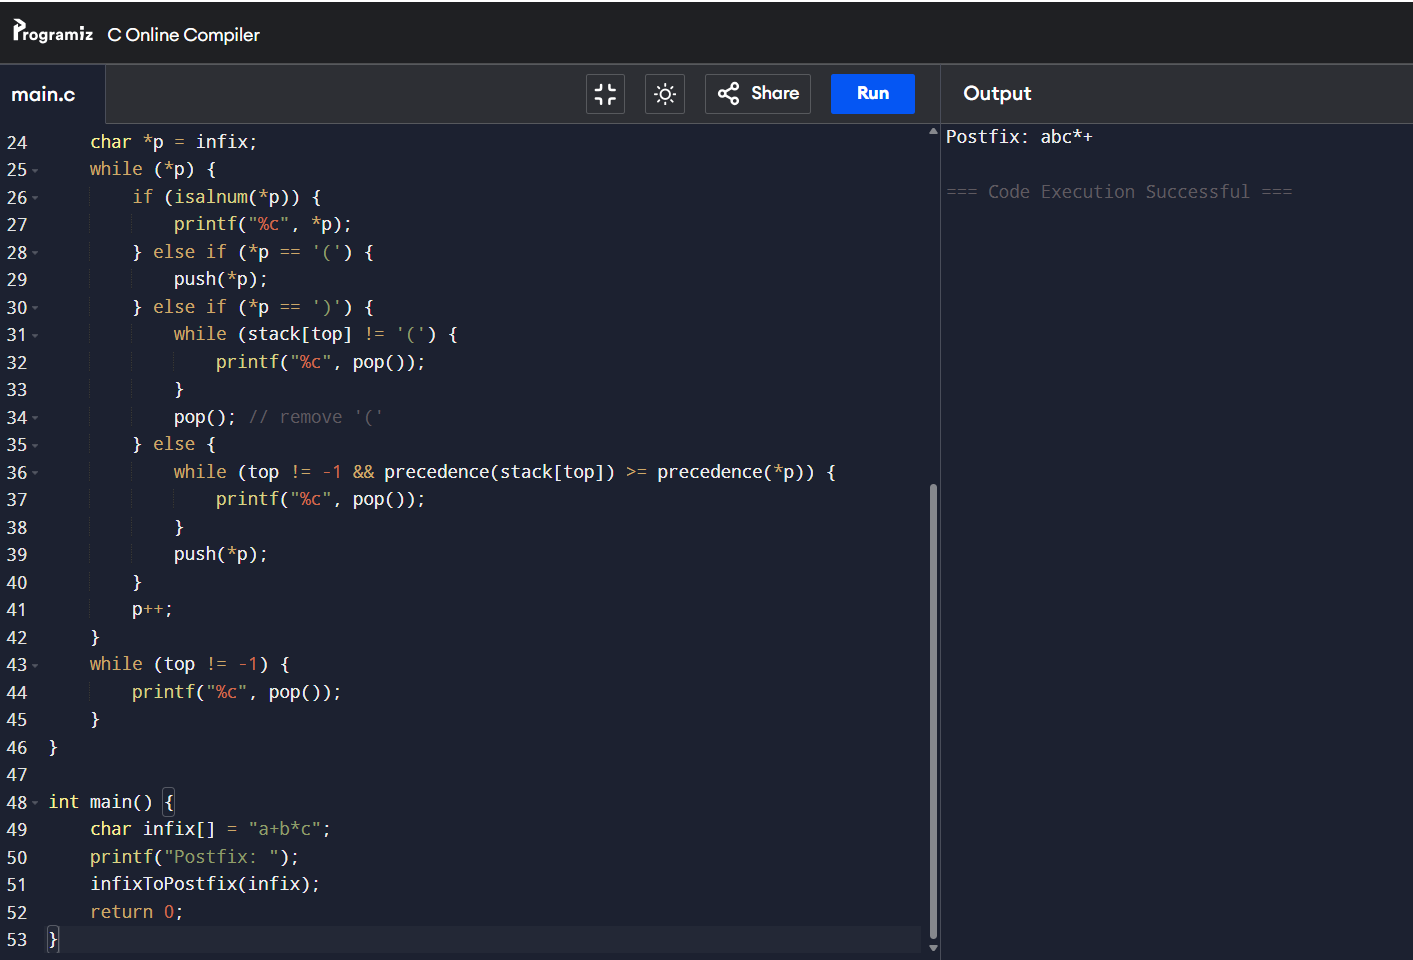 Programiz C Online Compiler
main.c
Share
Run
Output
24 char *p = infix;
25 while (*p) {
26 if (isalnum(*p)) {
27 printf("%c", *p);
28 } else if (*p == '(') {
29 push(*p);
30 } else if (*p == ')') {
31 while (stack[top] != '(') {
32 printf("%c", pop());
33 }
34 pop(); // remove '('
35 } else {
36 while (top != -1 && precedence(stack[top]) >= precedence(*p)) {
37 printf("%c", pop());
38 }
39 push(*p);
40 }
41 p++;
42 }
43 while (top != -1) {
44 printf("%c", pop());
45 }
46 }
47
48 int main() {
49 char infix[] = "a+b*c";
50 printf("Postfix: ");
51 infixToPostfix(infix);
52 return 0;
53 }
Postfix: abc*+
=== Code Execution Successful ===